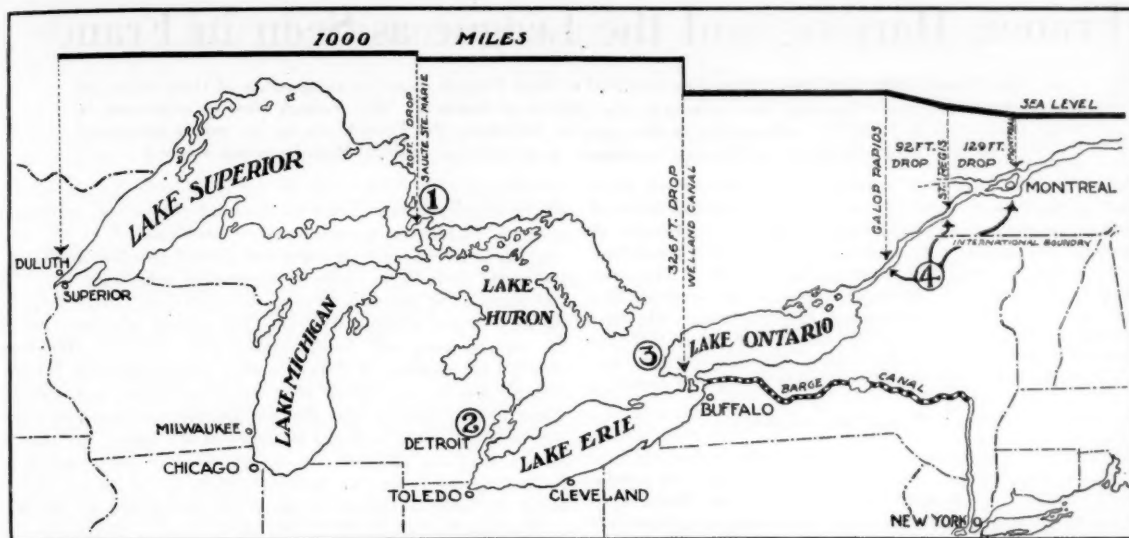 1000 MILES
SEA LEVEL
20 FT. DROP
SAULTE STE. MARIE
326 FT. DROP
WELLAND CANAL
GALOP RAPIDS
92 FT. DROP
ST. REGIS
129 FT. DROP
MONTREAL
INTERNATIONAL BOUNDARY
4
LAKE SUPERIOR
1
DULUTH
SUPERIOR
LAKE MICHIGAN
LAKE HURON
3
LAKE ONTARIO
BARGE CANAL
BUFFALO
2
DETROIT
LAKE ERIE
MILWAUKEE
CHICAGO
TOLEDO
CLEVELAND
NEW YORK